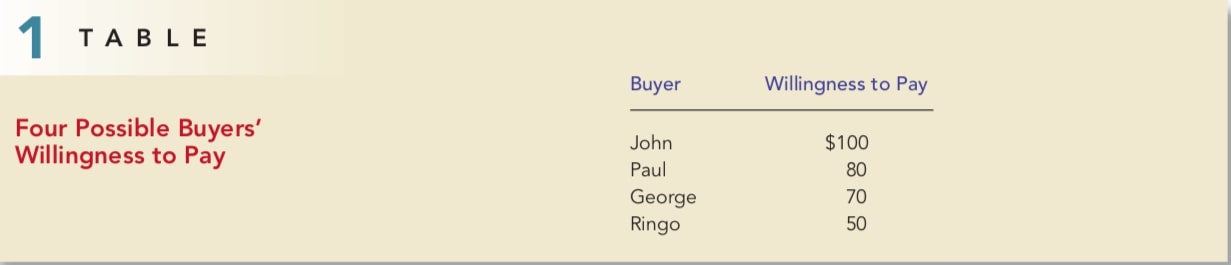 1 TABLE
Four Possible Buyers’
Willingness to Pay
Buyer Willingness to Pay
John $100
Paul 80
George 70
Ringo 50